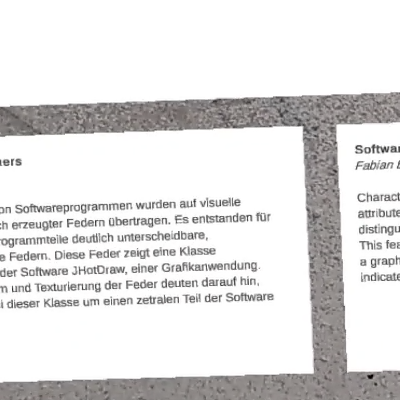 ners
on Softwareprogrammen wurden auf visuelle
ch erzeugter Federn übertragen. Es entstanden für
rogrammteile deutlich unterscheidbare,
e Federn. Diese Feder zeigt eine Klasse
der Software JHotDraw, einer Grafikanwendung.
m und Texturierung der Feder deuten darauf hin,
i dieser Klasse um einen zetralen Teil der Software
Softwar
Fabian
Charact
attribute
distingu
This fea
a graph
indicate